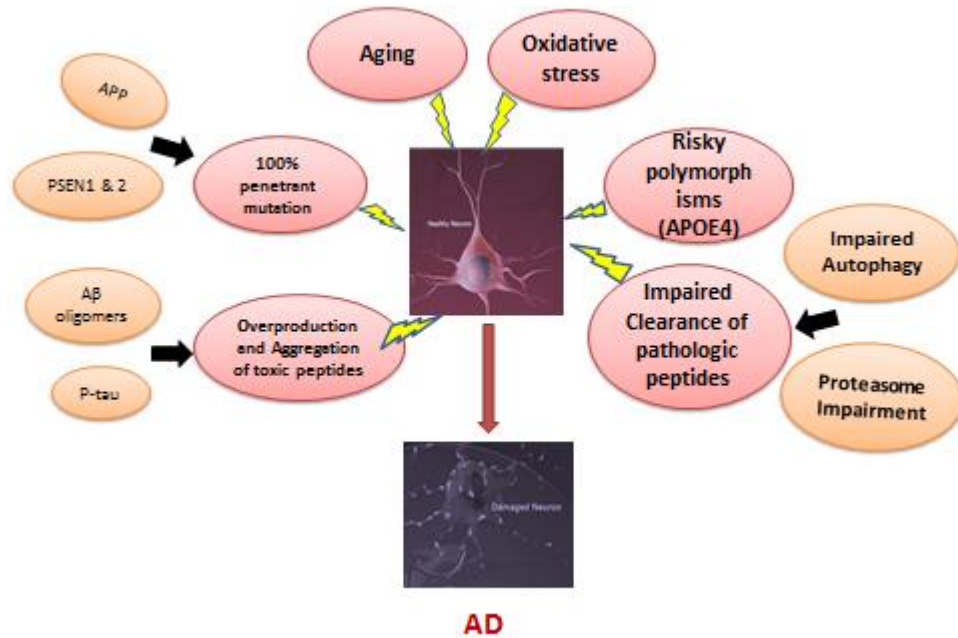 Aging
Oxidative
stress
APP
PSEN1 & 2
100%
penetrant
mutation
Healthy Neuron
Risky
polymorph
isms
(APOE4)
Impaired
Autophagy
Aβ
oligomers
P-tau
Overproduction
and Aggregation
of toxic peptides
Impaired
Clearance of
pathologic
peptides
Proteasome
Impairment
Damaged Neuron
AD